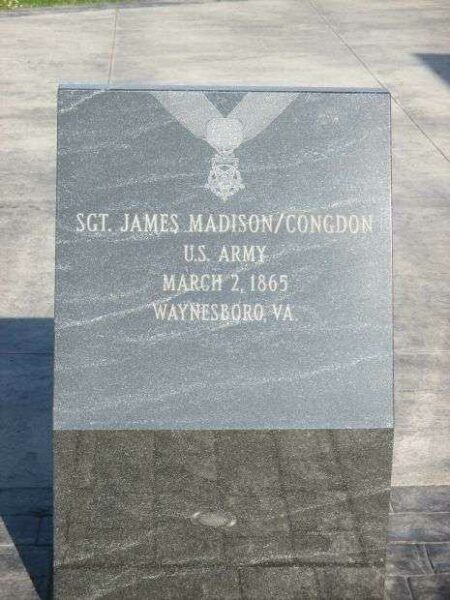 SGT. JAMES MADISON/CONGDON
U.S. ARMY
MARCH 2, 1865
WAYNESBORO, VA.